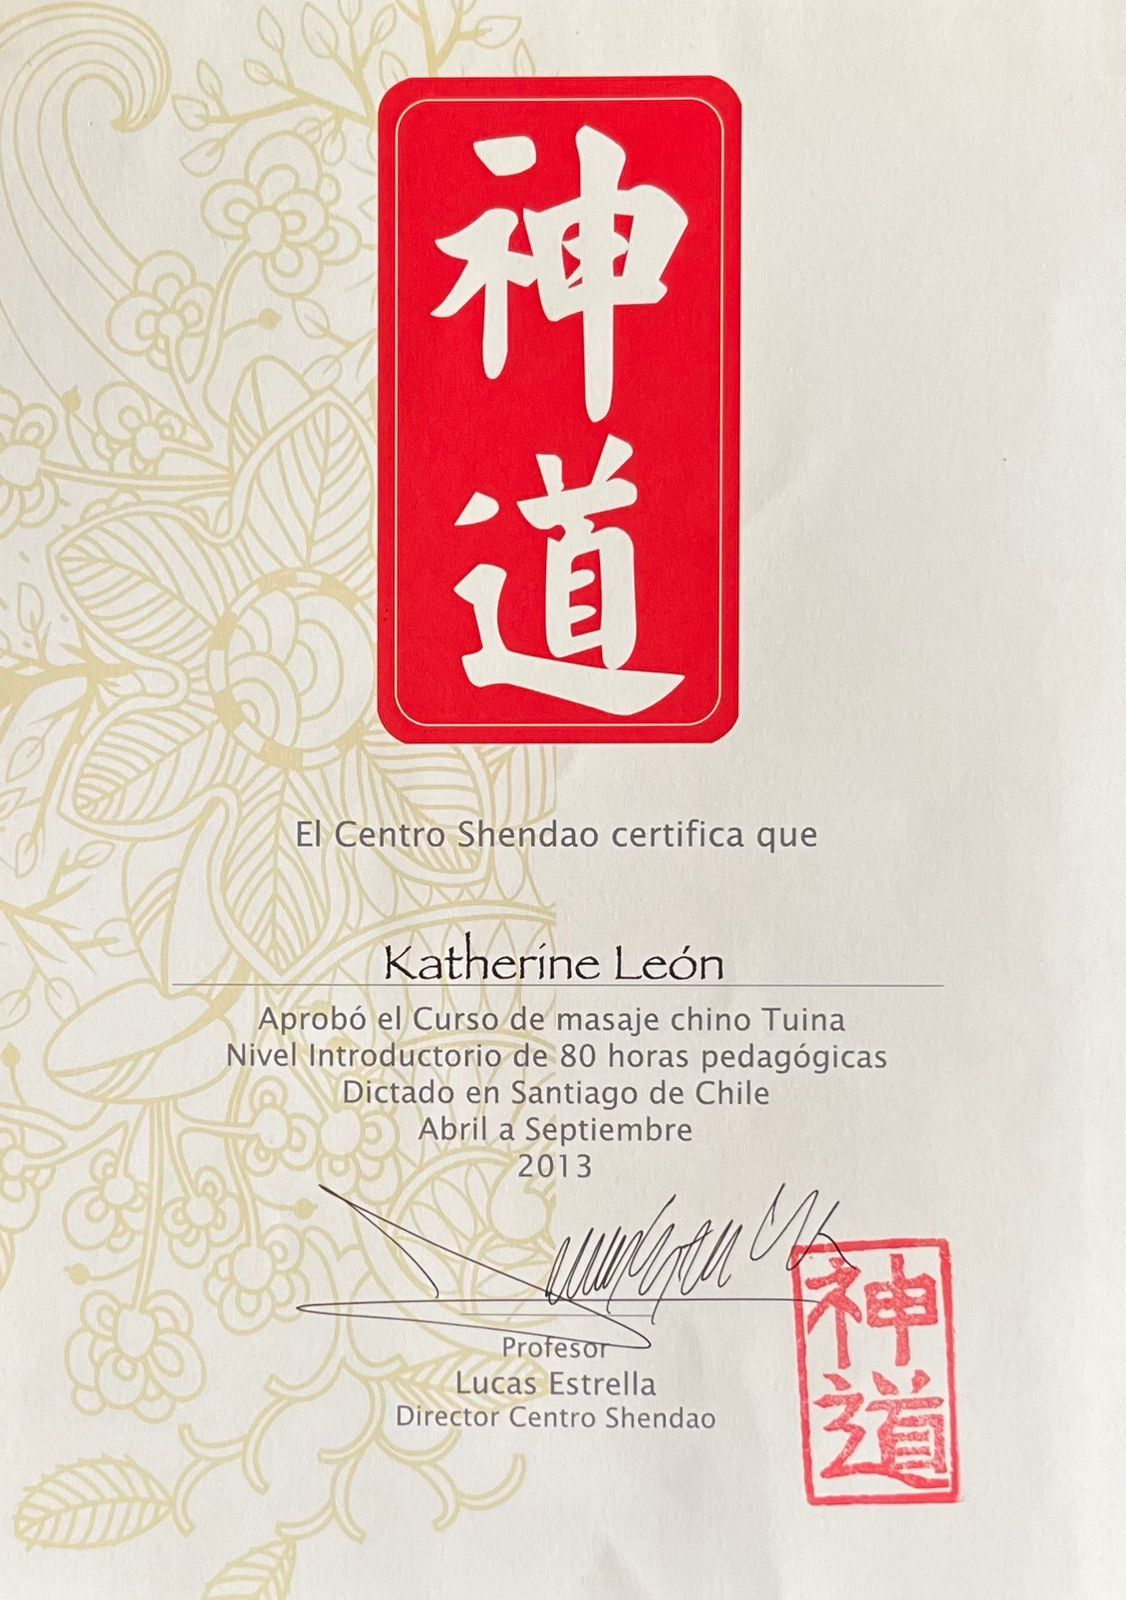 神
道
El Centro Shendao certifica que
Katherine León
Aprobó el Curso de masaje chino Tuina
Nivel Introductorio de 80 horas pedagógicas
Dictado en Santiago de Chile
Abril a Septiembre
2013
Profesor
Lucas Estrella
Director Centro Shendao
神
道